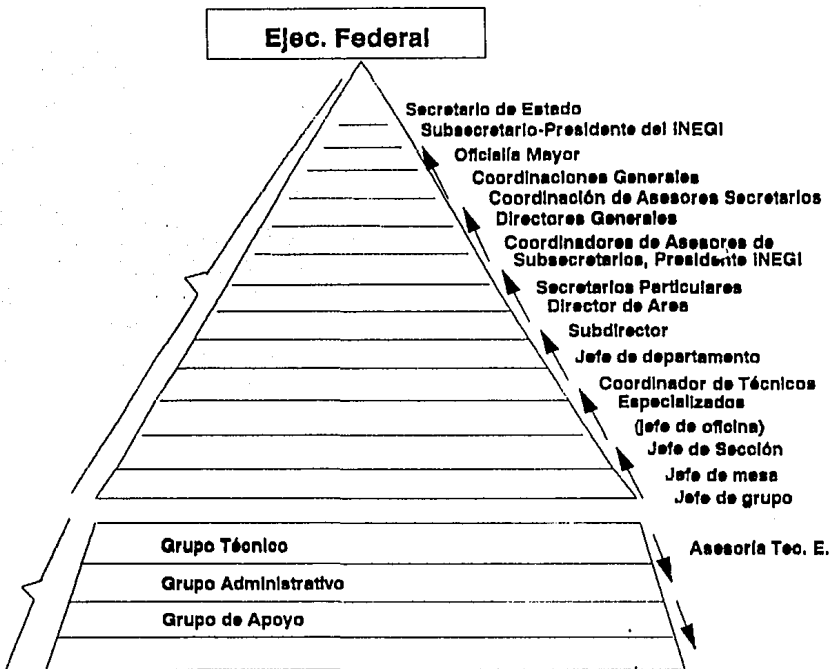 Ejec. Federal
Secretario de Estado
Subsecretario-Presidente del INEGI
Oficialía Mayor
Coordinaciones Generales
Coordinación de Asesores Secretarios
Directores Generales
Coordinadores de Asesores de
Subsecretarios, Presidente INEGI
Secretarios Particulares
Director de Area
Subdirector
Jefe de departamento
Coordinador de Técnicos
Especializados
(jefe de oficina)
Jefe de Sección
Jefe de mesa
Jefe de grupo
Grupo Técnico
Asesoría Tec. E.
Grupo Administrativo
Grupo de Apoyo